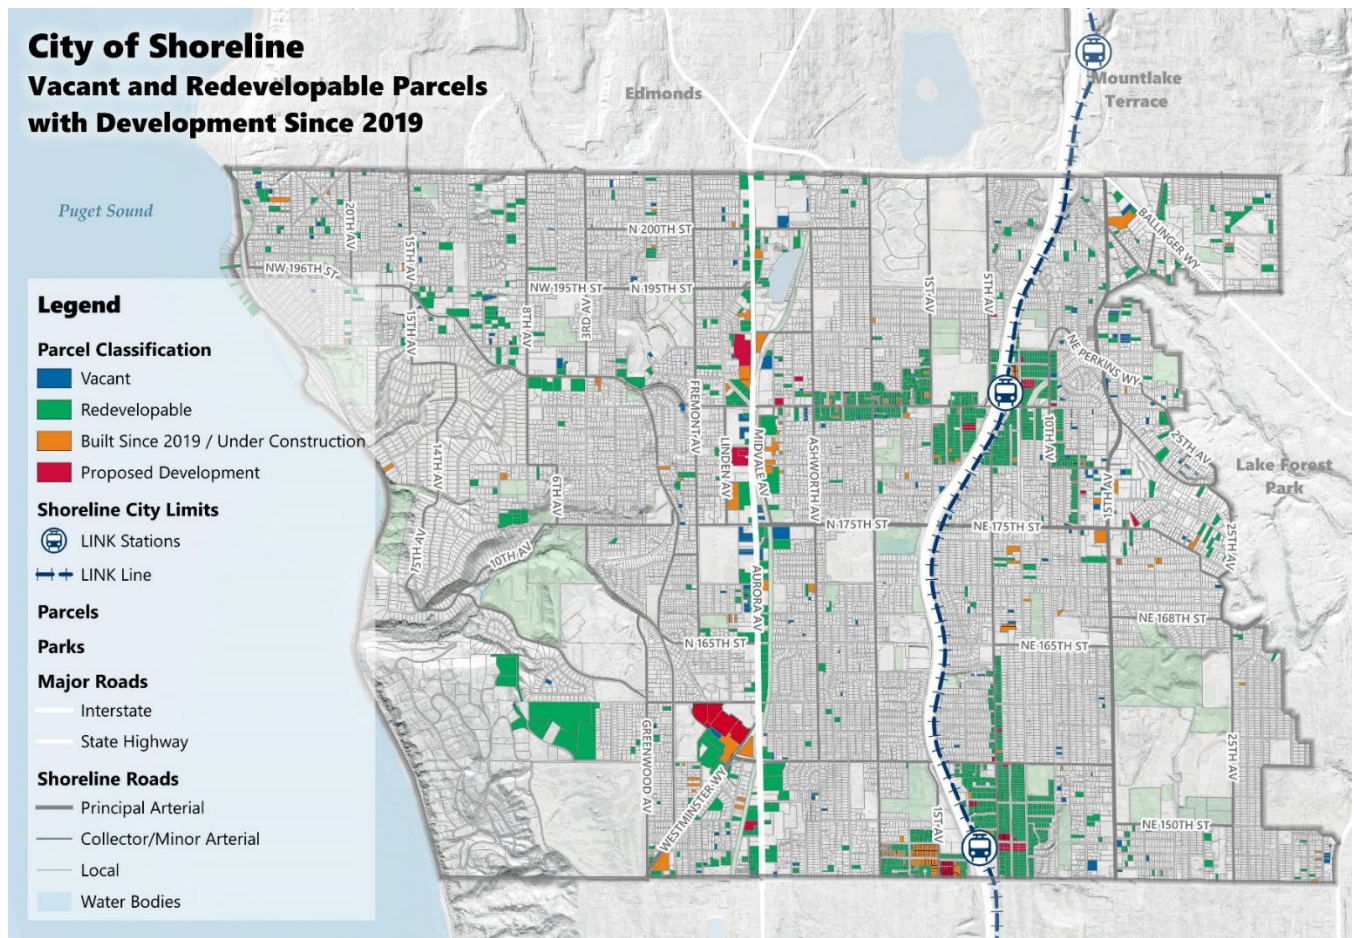 City of Shoreline
Vacant and Redevelopable Parcels
with Development Since 2019
Edmonds
Mountlake
Terrace
Puget Sound
20TH AV
15TH AV
N 200TH ST
BALLINGER WY
NW 196TH ST
NW 195TH ST
N 195TH ST
3RD AV
8TH AV
1ST AV
5TH AV
15TH AV
NE PERKINS WY
FREMONT AV
LINDEN AV
MIDVALE AV
ASHWORTH AV
10TH AV
25TH AV
Lake Forest
Park
14TH AV
6TH AV
15TH AV
N 175TH ST
NE 175TH ST
25TH AV
15TH AV
10TH AV
AURORA AV
NE 168TH ST
N 165TH ST
NE 165TH ST
GREENWOOD AV
WESTMINSTER WY
25TH AV
1ST AV
NE 150TH ST
Legend
Parcel Classification
Vacant
Redevelopable
Built Since 2019 / Under Construction
Proposed Development
Shoreline City Limits
LINK Stations
LINK Line
Parcels
Parks
Major Roads
Interstate
State Highway
Shoreline Roads
Principal Arterial
Collector/Minor Arterial
Local
Water Bodies